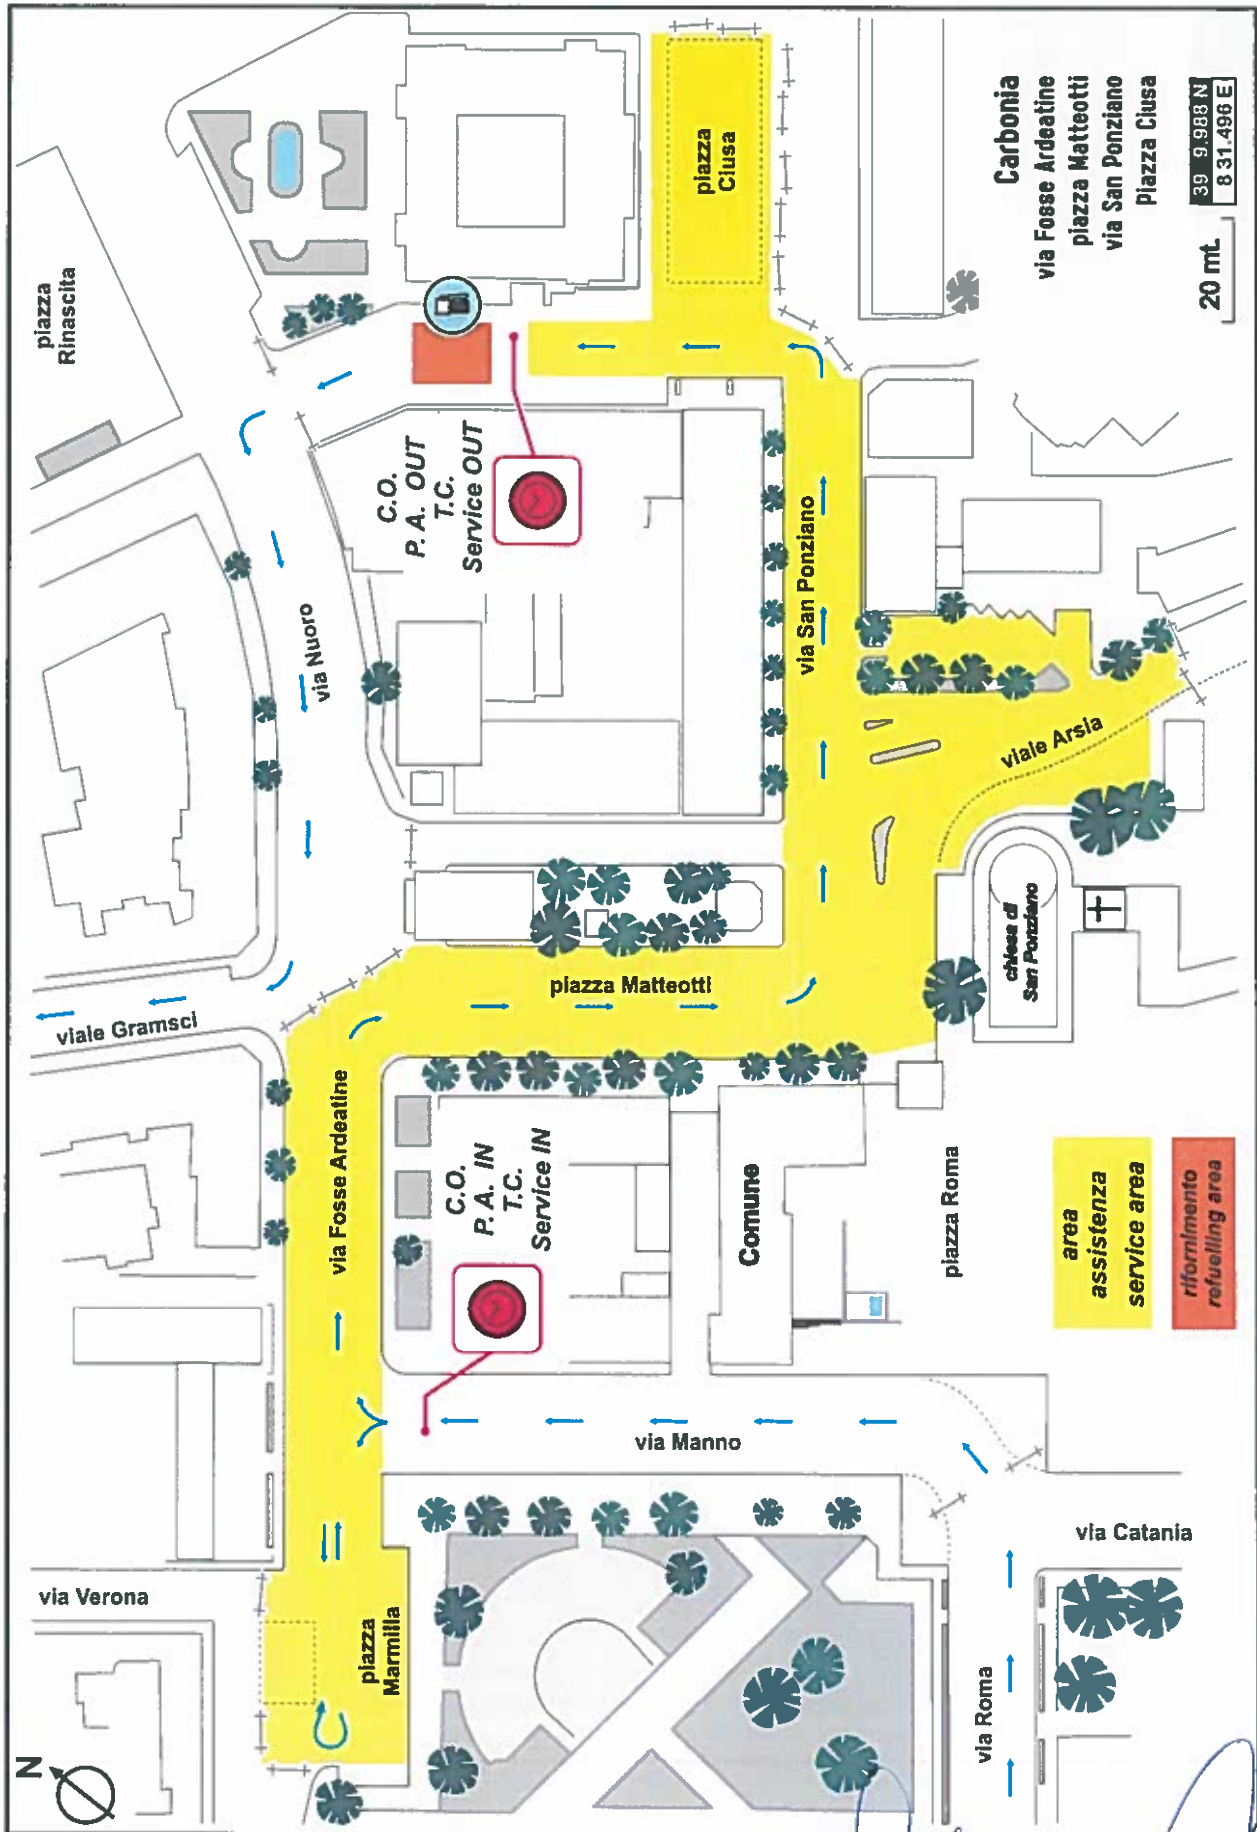 piazza
Rinascita
piazza
Ciusa
Carbonia
via Fosse Ardeatine
piazza Matteotti
via San Ponziano
Piazza Ciusa
39 9.988 N
8 31.496 E
20 mt.
C.O.
P. A. OUT
T.C.
Service OUT
via Nuoro
via San Ponziano
viale Arsia
viale Gramsci
piazza Matteotti
chiesa di
San Ponziano
via Fosse Ardeatine
C.O.
P. A. IN
T.C.
Service IN
Comune
piazza Roma
area
assistenza
service area
rifornimento
refuelling area
via Manno
via Catania
via Verona
piazza
Marmilla
via Roma
N